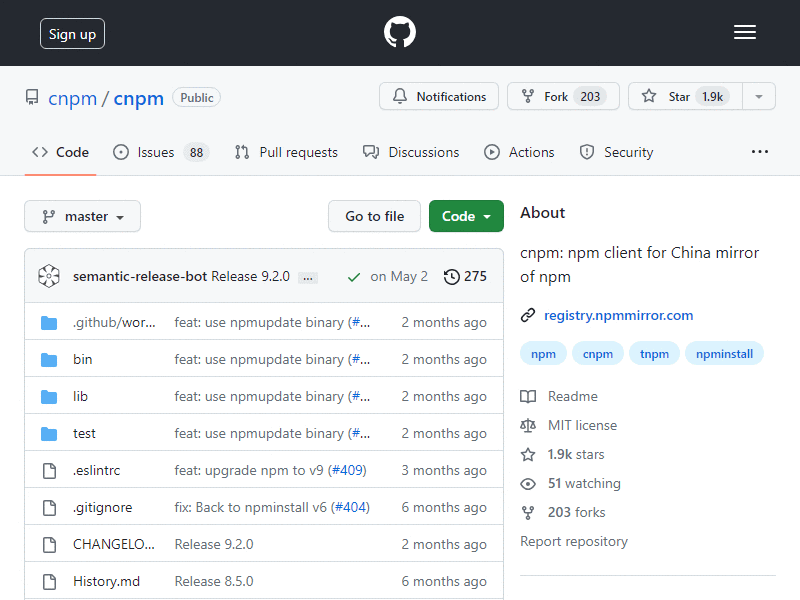 Sign up
cnpm / cnpm Public
Notifications Fork 203 Star 1.9k
Code Issues 88 Pull requests Discussions Actions Security ...
master Go to file Code
semantic-release-bot Release 9.2.0 ... on May 2 275
.github/wor... feat: use npmupdate binary (#... 2 months ago
bin feat: use npmupdate binary (#... 2 months ago
lib feat: use npmupdate binary (#... 2 months ago
test feat: use npmupdate binary (#... 2 months ago
.eslintrc feat: upgrade npm to v9 (#409) 3 months ago
.gitignore fix: Back to npminstall v6 (#404) 6 months ago
CHANGELO... Release 9.2.0 2 months ago
History.md Release 8.5.0 6 months ago
About
cnpm: npm client for China mirror
of npm
registry.npmmirror.com
npm cnpm tnpm npminstall
Readme
MIT license
1.9k stars
51 watching
203 forks
Report repository